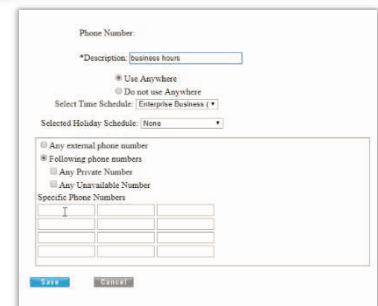 Phone Number:
*Description: business hours
Use Anywhere
Do not use Anywhere
Select Time Schedule: Enterprise Business (
Selected Holiday Schedule: None
Any external phone number
Following phone numbers
Any Private Number
Any Unavailable Number
Specific Phone Numbers
Save Cancel